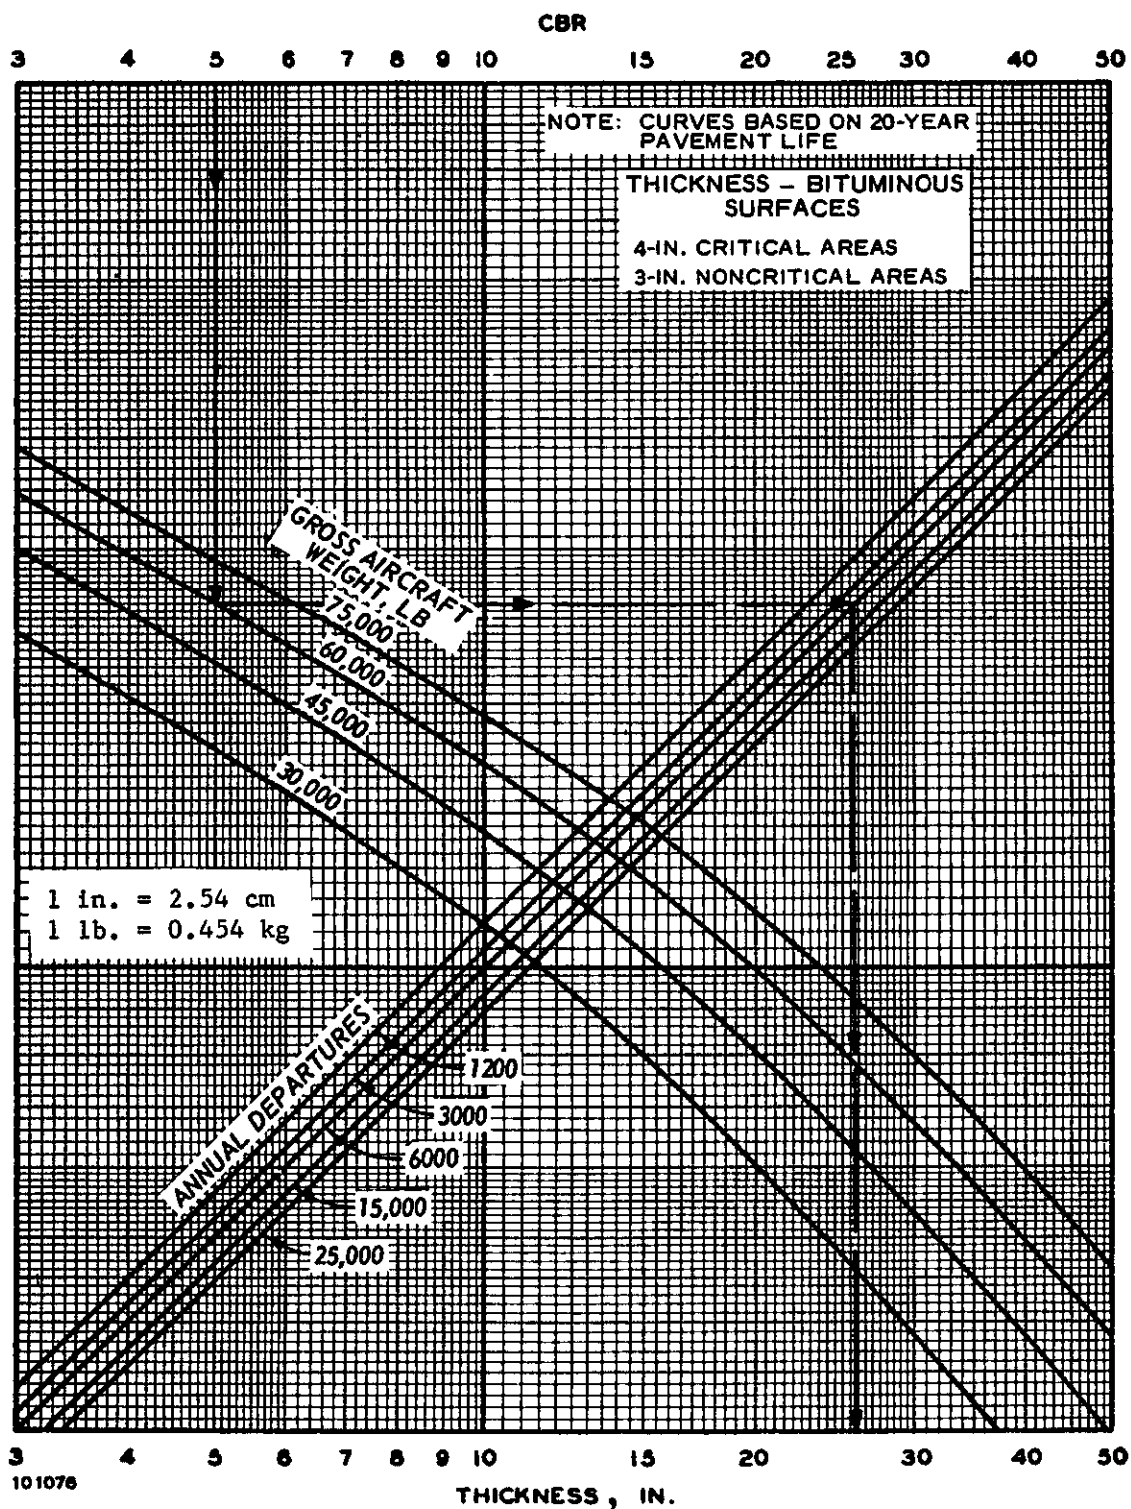 CBR
3 4 5 6 7 8 9 10 15 20 25 30 40 50
NOTE: CURVES BASED ON 20-YEAR
PAVEMENT LIFE
THICKNESS – BITUMINOUS
SURFACES
4-IN. CRITICAL AREAS
3-IN. NONCRITICAL AREAS
GROSS AIRCRAFT
WEIGHT, LB
75,000
60,000
45,000
30,000
1 in. = 2.54 cm
1 lb. = 0.454 kg
ANNUAL DEPARTURES
1200
3000
6000
15,000
25,000
3 4 5 6 7 8 9 10 15 20 30 40 50
101076
THICKNESS, IN.